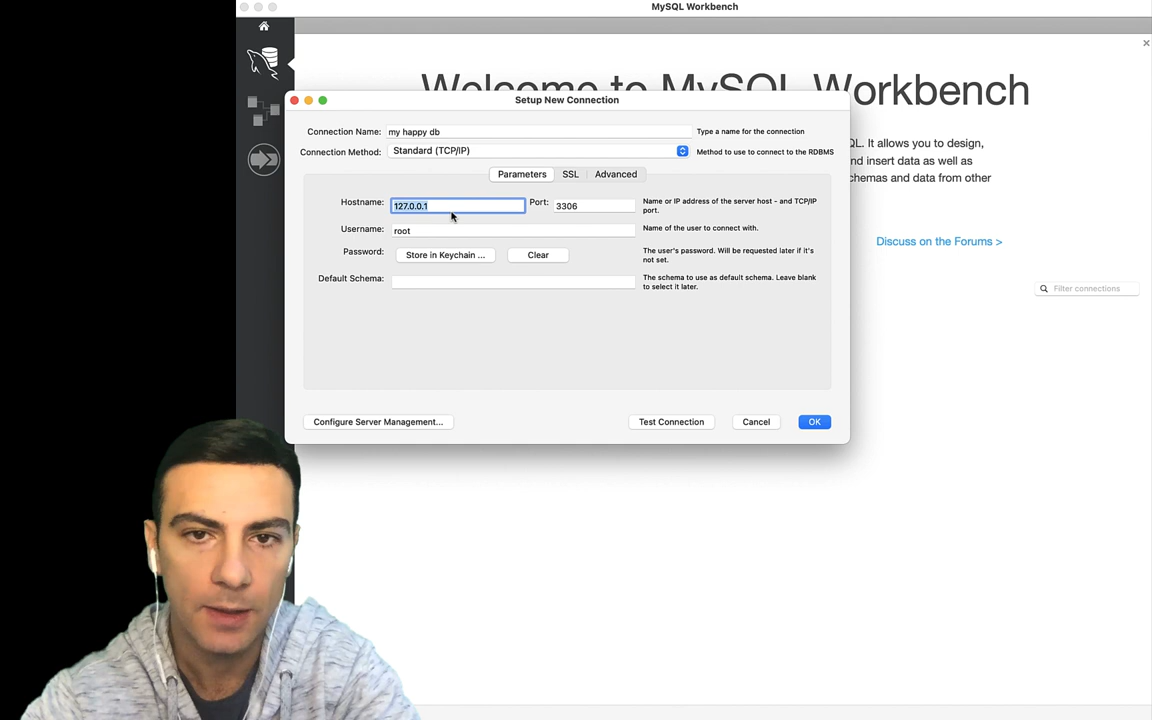 MySQL Workbench
Welcome to MySQL Workbench
Setup New Connection
Connection Name: my happy db Type a name for the connection
Connection Method: Standard (TCP/IP) Method to use to connect to the RDBMS
QL. It allows you to design,
nd insert data as well as
chemas and data from other
Parameters SSL Advanced
Hostname: 127.0.0.1 Port: 3306 Name or IP address of the server host - and TCP/IP
port.
Username: root Name of the user to connect with.
Password: Store in Keychain ... Clear The user's password. Will be requested later if it's
not set.
Default Schema: The schema to use as default schema. Leave blank
to select it later.
Discuss on the Forums >
Filter connections
Configure Server Management... Test Connection Cancel OK